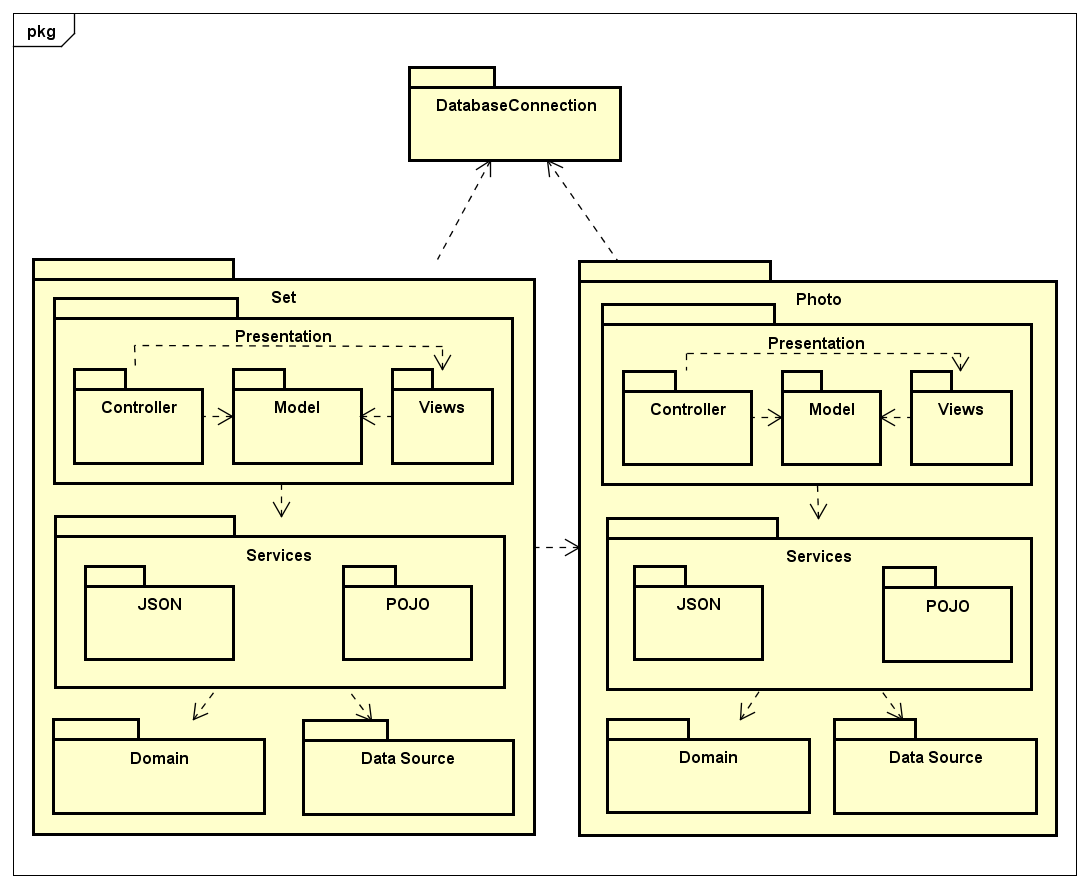 pkg
DatabaseConnection
Set
Presentation
Controller
Model
Views
Services
JSON
POJO
Domain
Data Source
Photo
Presentation
Controller
Model
Views
Services
JSON
POJO
Domain
Data Source